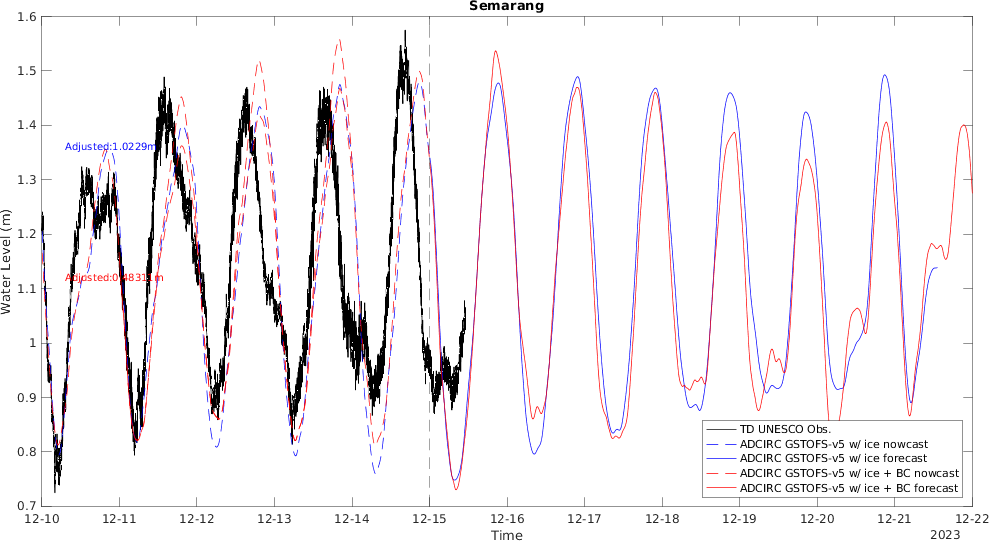 Semarang
1.6
1.5
1.4
1.3
1.2
1.1
1
0.9
0.8
0.7
Water Level (m)
Adjusted:1.0229m
Adjusted:0.48311m
TD UNESCO Obs.
ADCIRC GSTOFS-v5 w/ ice nowcast
ADCIRC GSTOFS-v5 w/ ice forecast
ADCIRC GSTOFS-v5 w/ ice + BC nowcast
ADCIRC GSTOFS-v5 w/ ice + BC forecast
12-10 12-11 12-12 12-13 12-14 12-15 12-16 12-17 12-18 12-19 12-20 12-21 12-22
Time
2023